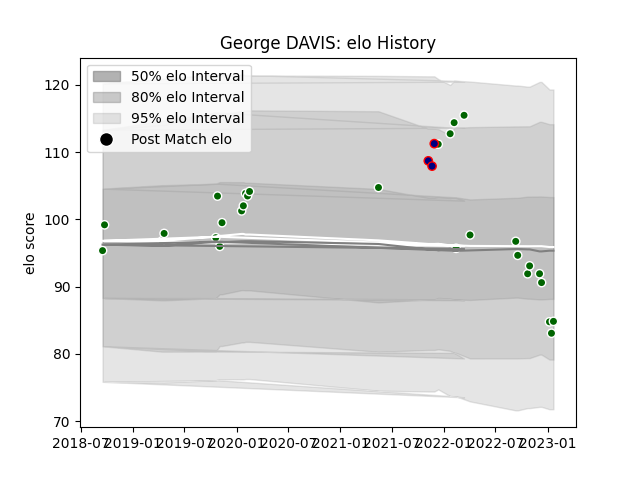 George DAVIS: elo History
50% elo Interval
80% elo Interval
95% elo Interval
Post Match elo
elo score
120
110
100
90
80
70
2018-07 2019-01 2019-07 2020-01 2020-07 2021-01 2021-07 2022-01 2022-07 2023-01